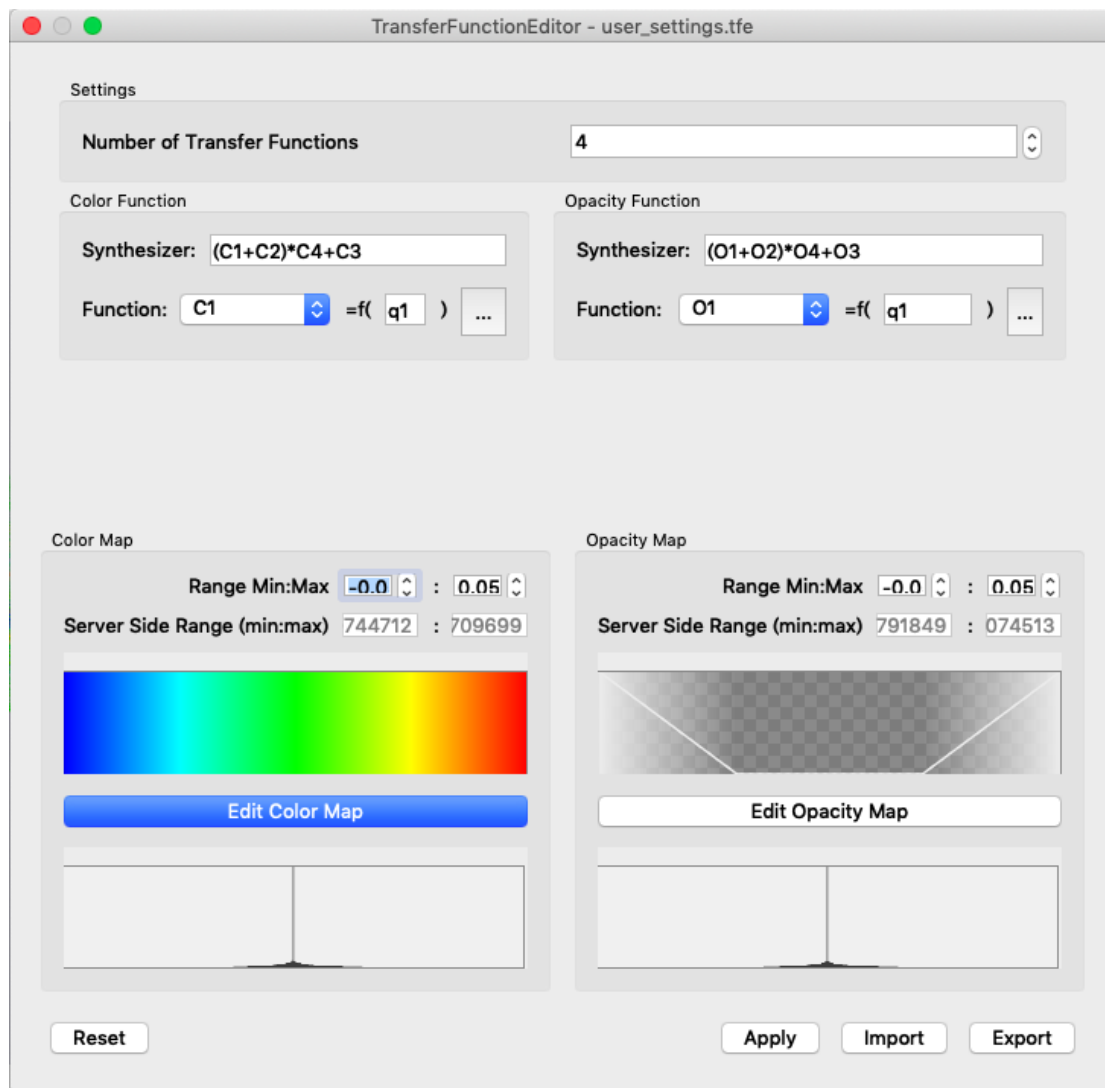 TransferFunctionEditor - user_settings.tfe
Settings
Number of Transfer Functions 4
Color Function
Synthesizer: (C1+C2)*C4+C3
Function: C1 =f( q1 ) ...
Opacity Function
Synthesizer: (O1+O2)*O4+O3
Function: O1 =f( q1 ) ...
Color Map
Range Min:Max -0.0 : 0.05
Server Side Range (min:max) 744712 : 709699
Edit Color Map
Opacity Map
Range Min:Max -0.0 : 0.05
Server Side Range (min:max) 791849 : 074513
Edit Opacity Map
Reset Apply Import Export